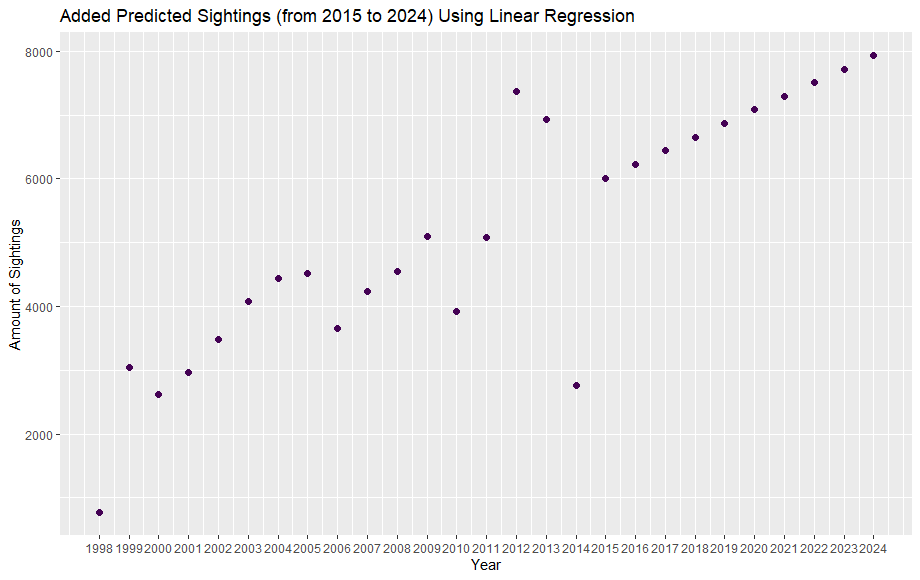 Added Predicted Sightings (from 2015 to 2024) Using Linear Regression
8000
6000
4000
2000
Amount of Sightings
1998 1999 2000 2001 2002 2003 2004 2005 2006 2007 2008 2009 2010 2011 2012 2013 2014 2015 2016 2017 2018 2019 2020 2021 2022 2023 2024
Year